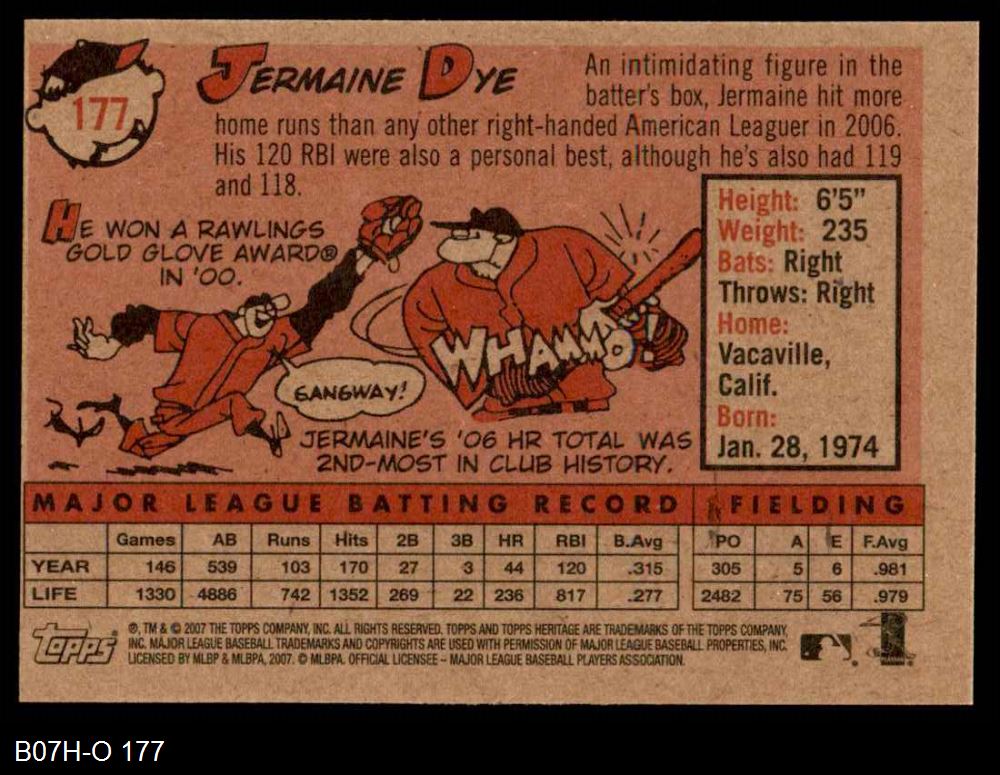 177
JERMAINE DYE
An intimidating figure in the
batter's box, Jermaine hit more
home runs than any other right-handed American Leaguer in 2006.
His 120 RBI were also a personal best, although he's also had 119
and 118.
HE WON A RAWLINGS
GOLD GLOVE AWARD®
IN '00.
GANGWAY!
WHAMMO!
JERMAINE'S '06 HR TOTAL WAS
2ND-MOST IN CLUB HISTORY.
Height: 6'5"
Weight: 235
Bats: Right
Throws: Right
Home:
Vacaville,
Calif.
Born:
Jan. 28, 1974
MAJOR LEAGUE BATTING RECORD FIELDING
Games AB Runs Hits 2B 3B HR RBI B.Avg PO A E F.Avg
YEAR 146 539 103 170 27 3 44 120 .315 305 5 6 .981
LIFE 1330 4886 742 1352 269 22 236 817 .277 2482 75 56 .979
Topps
®, TM & © 2007 THE TOPPS COMPANY, INC. ALL RIGHTS RESERVED. TOPPS AND TOPPS HERITAGE ARE TRADEMARKS OF THE TOPPS COMPANY,
INC. MAJOR LEAGUE BASEBALL TRADEMARKS AND COPYRIGHTS ARE USED WITH PERMISSION OF MAJOR LEAGUE BASEBALL PROPERTIES, INC.
LICENSED BY MLBP & MLBPA, 2007. © MLBPA. OFFICIAL LICENSEE – MAJOR LEAGUE BASEBALL PLAYERS ASSOCIATION.
B07H-O 177